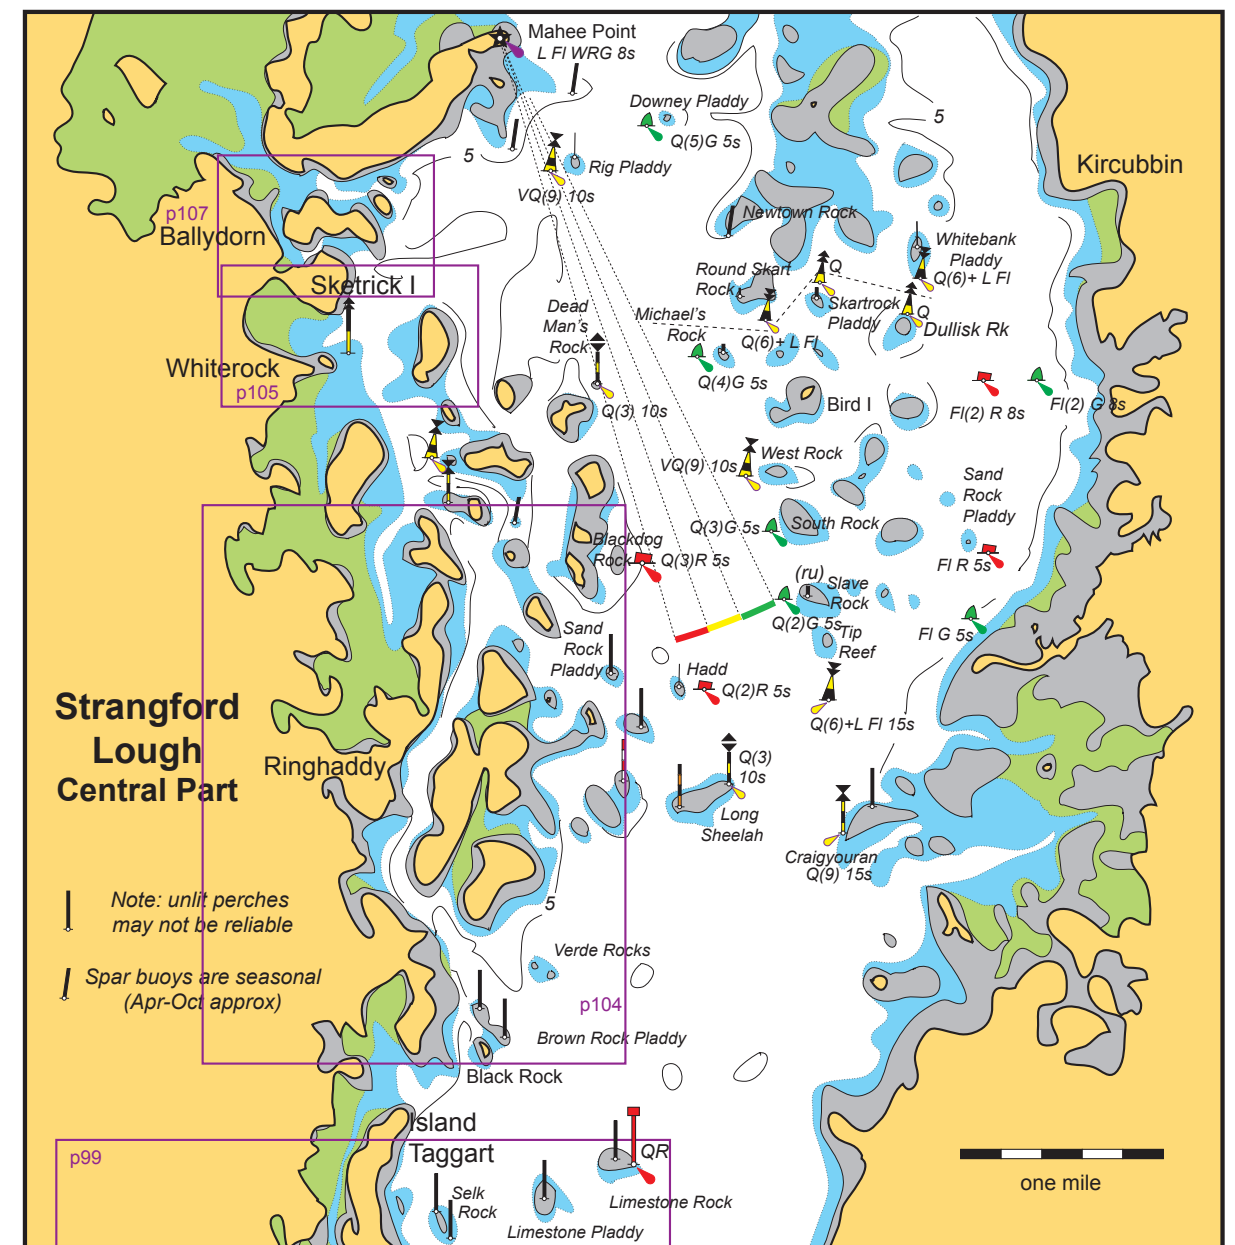 Mahee Point
L Fl WRG 8s
Downey Pladdy
Q(5)G 5s
5
5
Kircubbin
Rig Pladdy
VQ(9) 10s
p107
Ballydorn
Newtown Rock
Whitebank
Pladdy
Q(6)+ L Fl
Round Skart
Rock
Q
Sketrick I
Skartrock
Pladdy
Q
Dullisk Rk
Dead
Man's
Rock
Michael's
Rock
Q(6)+ L Fl
Whiterock
p105
Q(4)G 5s
Q(3) 10s
Bird I
Fl(2) R 8s
Fl(2) G 8s
VQ(9) 10s
West Rock
Sand
Rock
Pladdy
Q(3)G 5s
South Rock
Blackdog
Rock
Q(3)R 5s
Fl R 5s
(ru)
Slave
Rock
Q(2)G 5s
Tip
Reef
Fl G 5s
Sand
Rock
Pladdy
Hadd
Q(2)R 5s
Q(6)+L Fl 15s
Strangford
Lough
Central Part
Ringhaddy
Q(3)
10s
Long
Sheelah
Craigyouran
Q(9) 15s
Note: unlit perches
may not be reliable
5
Spar buoys are seasonal
(Apr-Oct approx)
Verde Rocks
p104
Brown Rock Pladdy
Black Rock
Island
Taggart
p99
QR
Selk
Rock
Limestone Rock
Limestone Pladdy
one mile